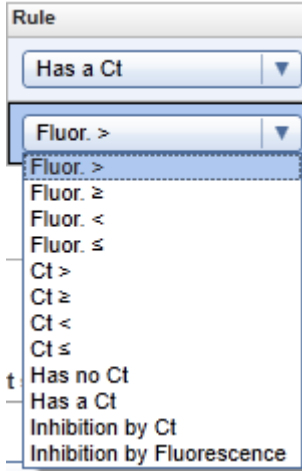 Rule
Has a Ct
Fluor. >
Fluor. >
Fluor. ≥
Fluor. <
Fluor. ≤
Ct >
Ct ≥
Ct <
Ct ≤
Has no Ct
t
Has a Ct
Inhibition by Ct
Inhibition by Fluorescence